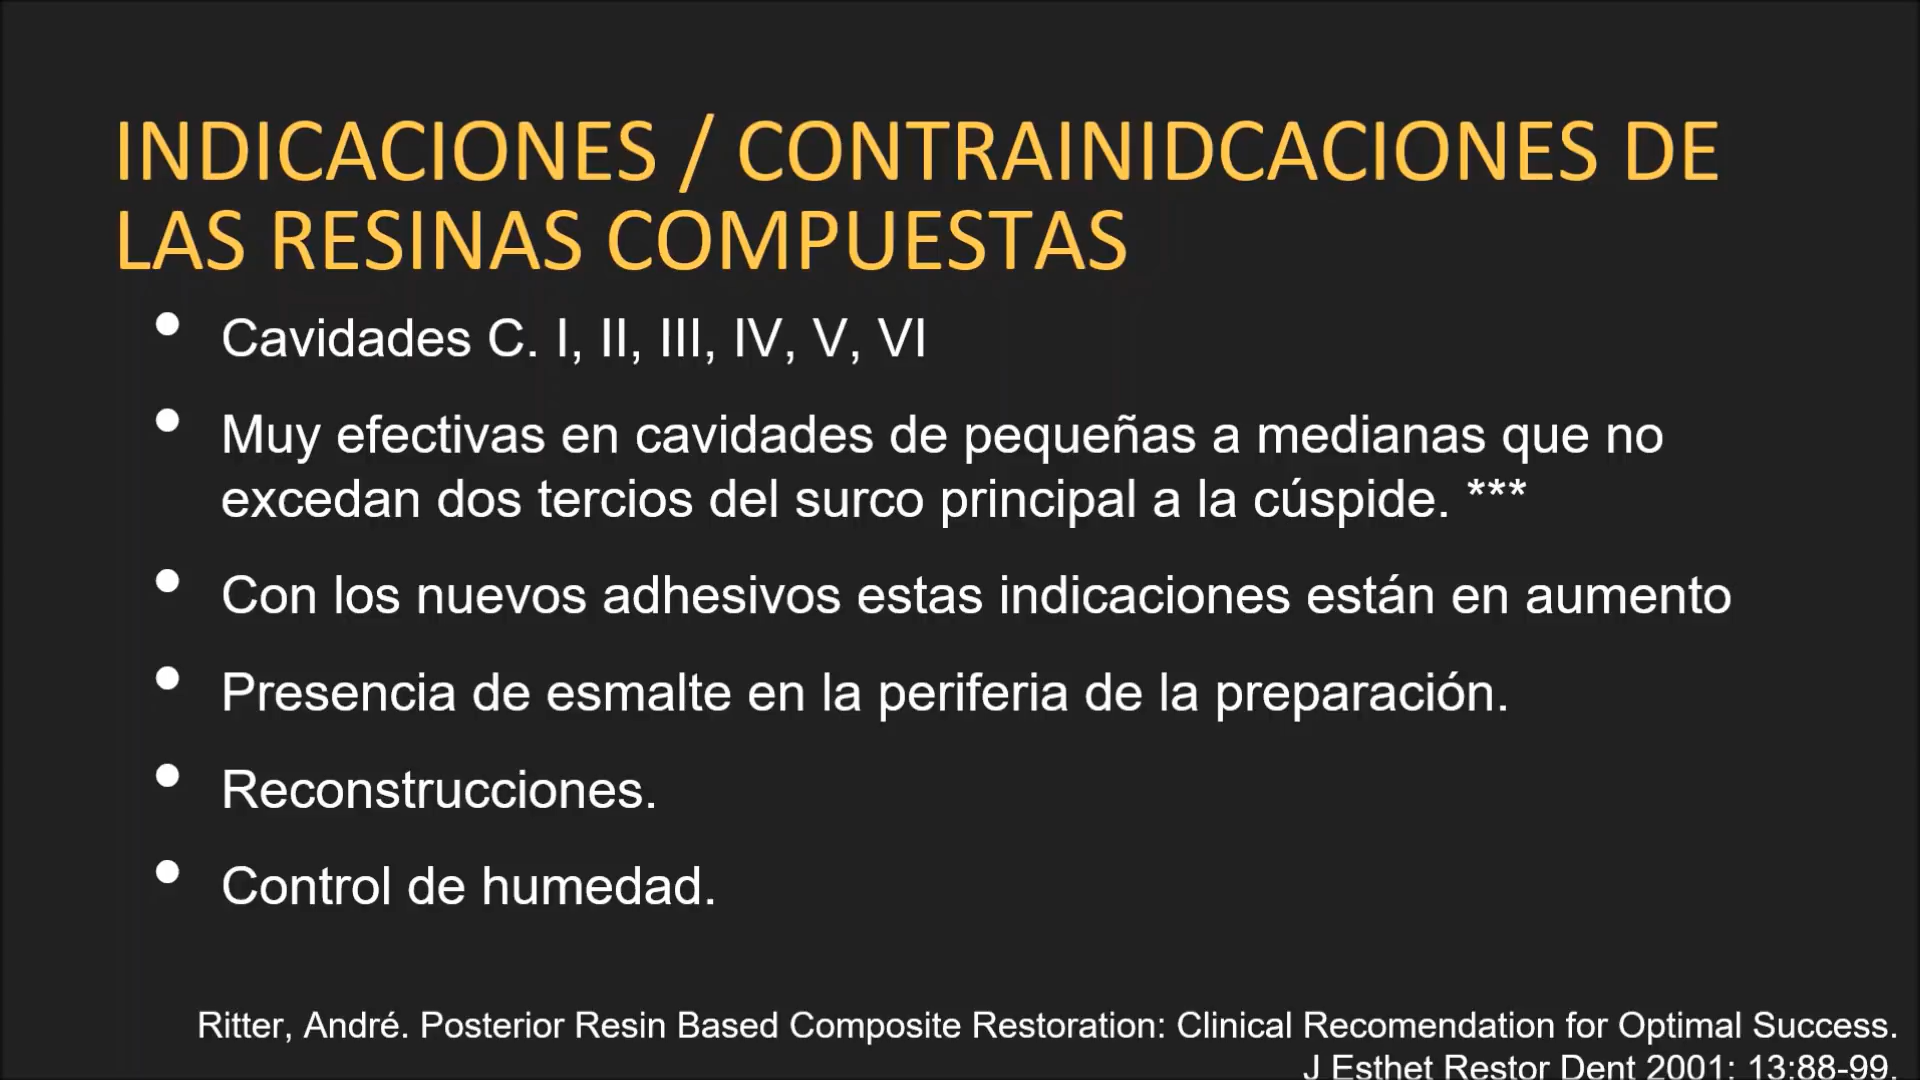 INDICACIONES / CONTRAINIDCACIONES DE
LAS RESINAS COMPUESTAS
• Cavidades C. I, II, III, IV, V, VI
• Muy efectivas en cavidades de pequeñas a medianas que no
excedan dos tercios del surco principal a la cúspide. ***
• Con los nuevos adhesivos estas indicaciones están en aumento
• Presencia de esmalte en la periferia de la preparación.
• Reconstrucciones.
• Control de humedad.
Ritter, André. Posterior Resin Based Composite Restoration: Clinical Recomendation for Optimal Success.
J Esthet Restor Dent 2001; 13:88-99.